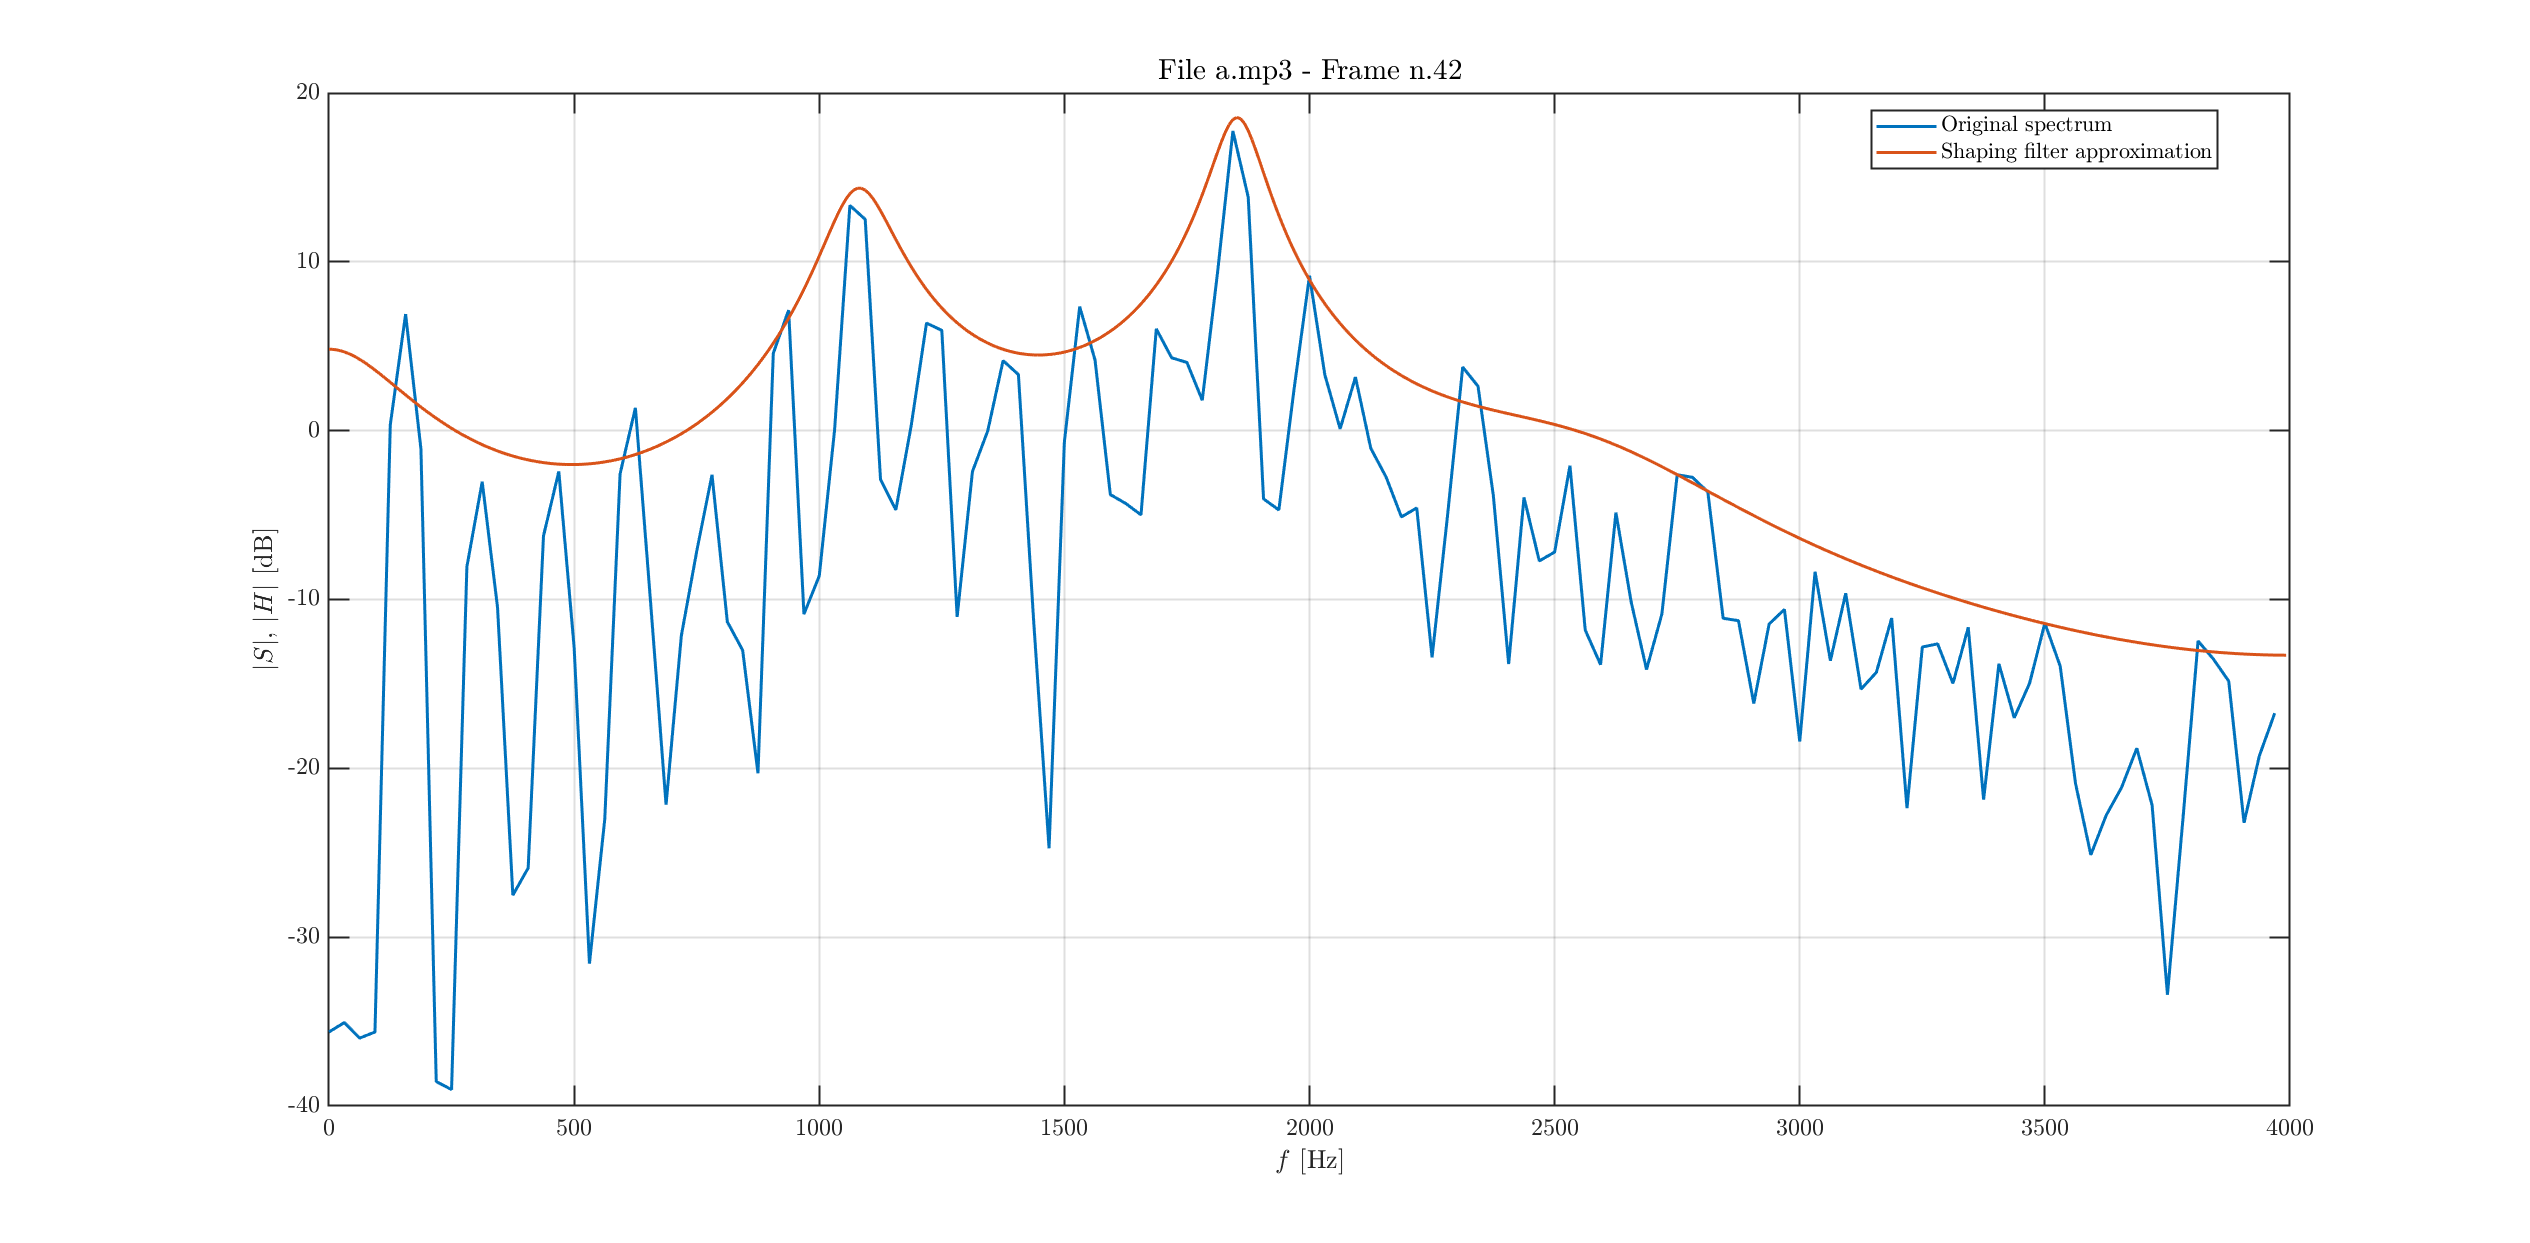 File a.mp3 - Frame n.42
20
10
0
-10
-20
-30
-40
|S|, |H| [dB]
Original spectrum
Shaping filter approximation
0 500 1000 1500 2000 2500 3000 3500 4000
f [Hz]